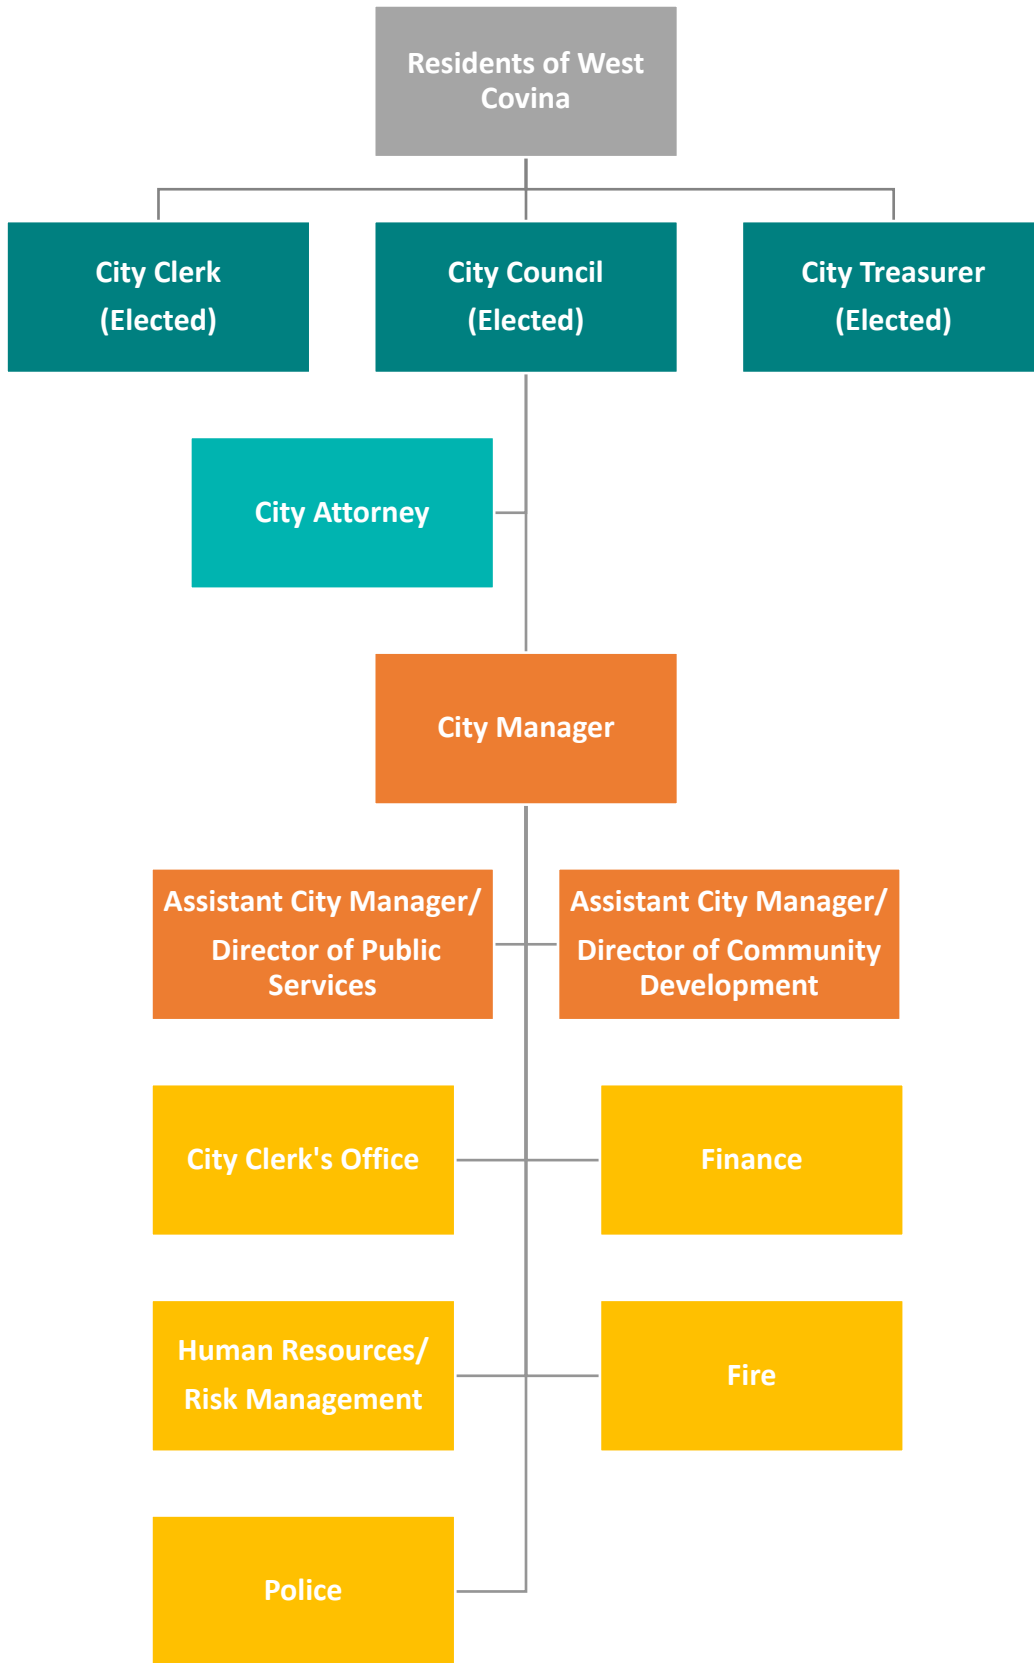 Residents of West
Covina
City Clerk
(Elected)
City Council
(Elected)
City Treasurer
(Elected)
City Attorney
City Manager
Assistant City Manager/
Director of Public
Services
Assistant City Manager/
Director of Community
Development
City Clerk's Office
Finance
Human Resources/
Risk Management
Fire
Police